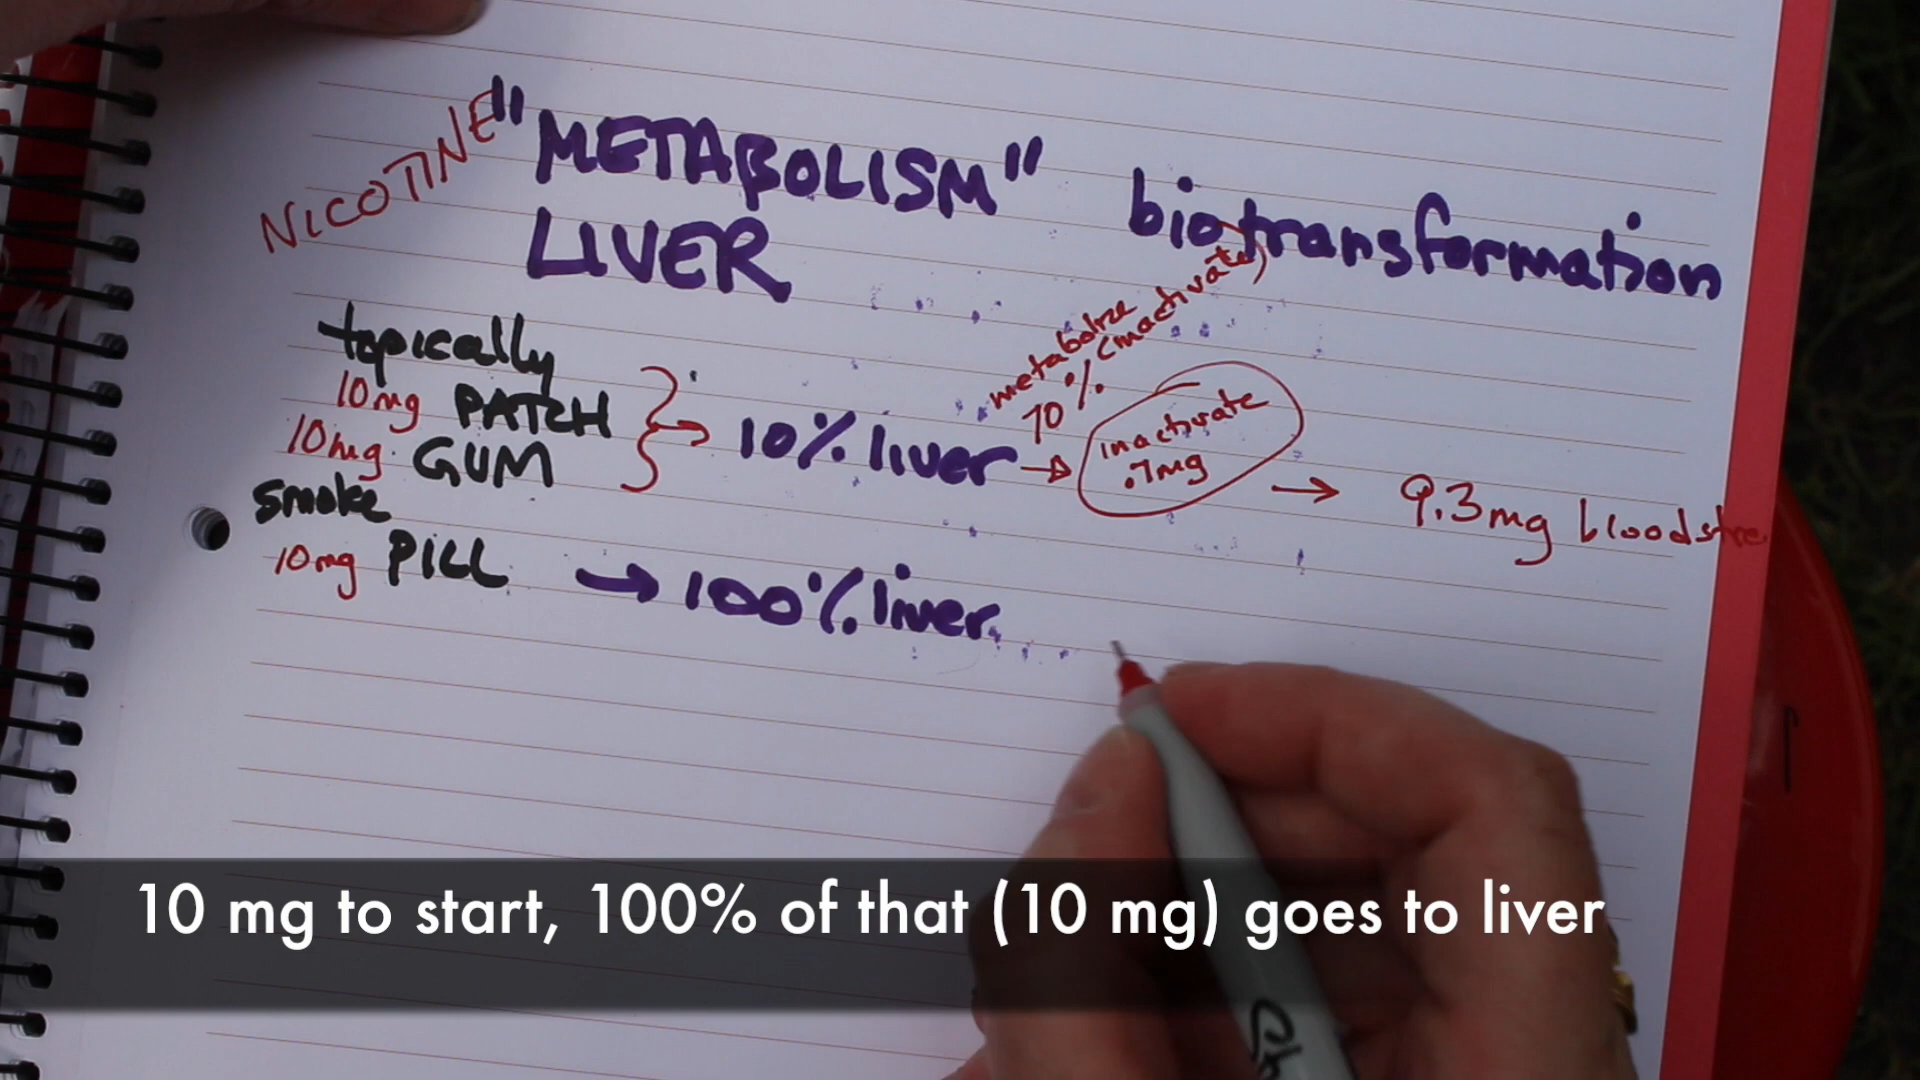 NICOTINE
"METABOLISM" biotransformation
LIVER
metabolize
70% (inactivate)
topically
10mg PATCH
10mg. GUM
smoke
→ 10% liver →
inactivate
.7mg
→ 9.3mg bloodstre
10mg PILL → 100% liver
10 mg to start, 100% of that (10 mg) goes to liver